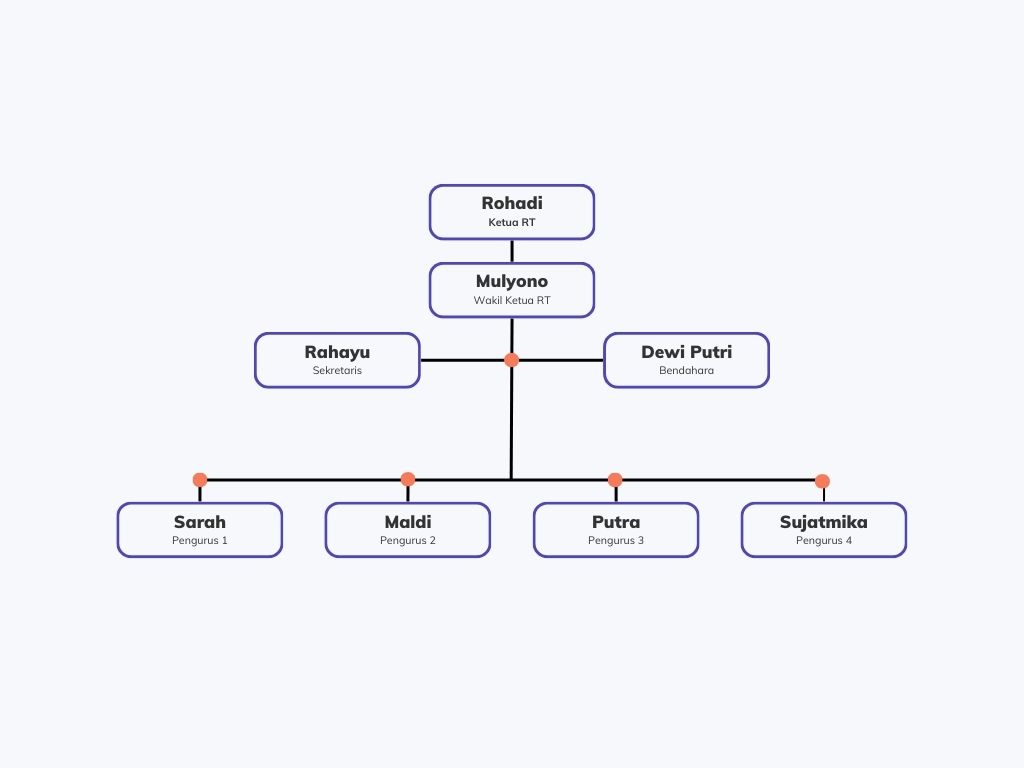 Rohadi
Ketua RT
Mulyono
Wakil Ketua RT
Rahayu
Sekretaris
Dewi Putri
Bendahara
Sarah
Pengurus 1
Maldi
Pengurus 2
Putra
Pengurus 3
Sujatmika
Pengurus 4